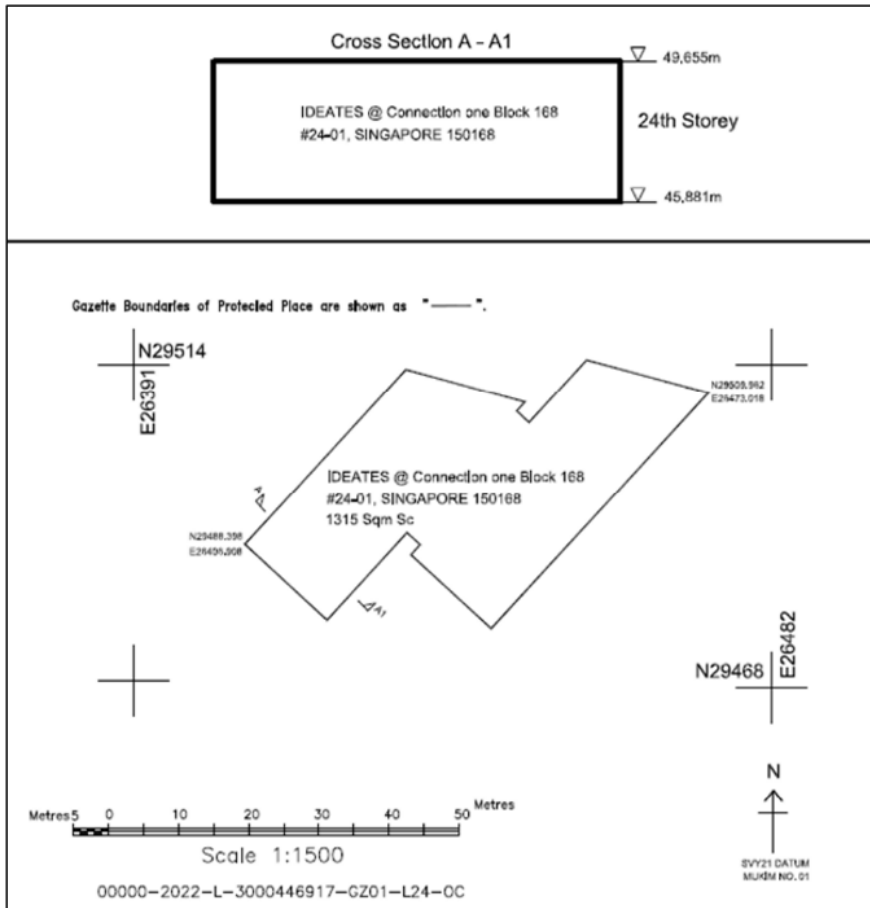 Cross Section A - A1
49,655m
IDEATES @ Connection one Block 168
#24-01, SINGAPORE 150168
24th Storey
45,881m
Gazette Boundaries of Protected Place are shown as "———".
N29514
E26391
N29509.962
E26473.018
IDEATES @ Connection one Block 168
#24-01, SINGAPORE 150168
1315 Sqm Sc
A
N29488.398
A1
E26482
N29468
N
Metres 5 0 10 20 30 40 50 Metres
Scale 1:1500
SVY21 DATUM
MUKIM NO. 01
00000-2022-L-3000446917-GZ01-L24-OC